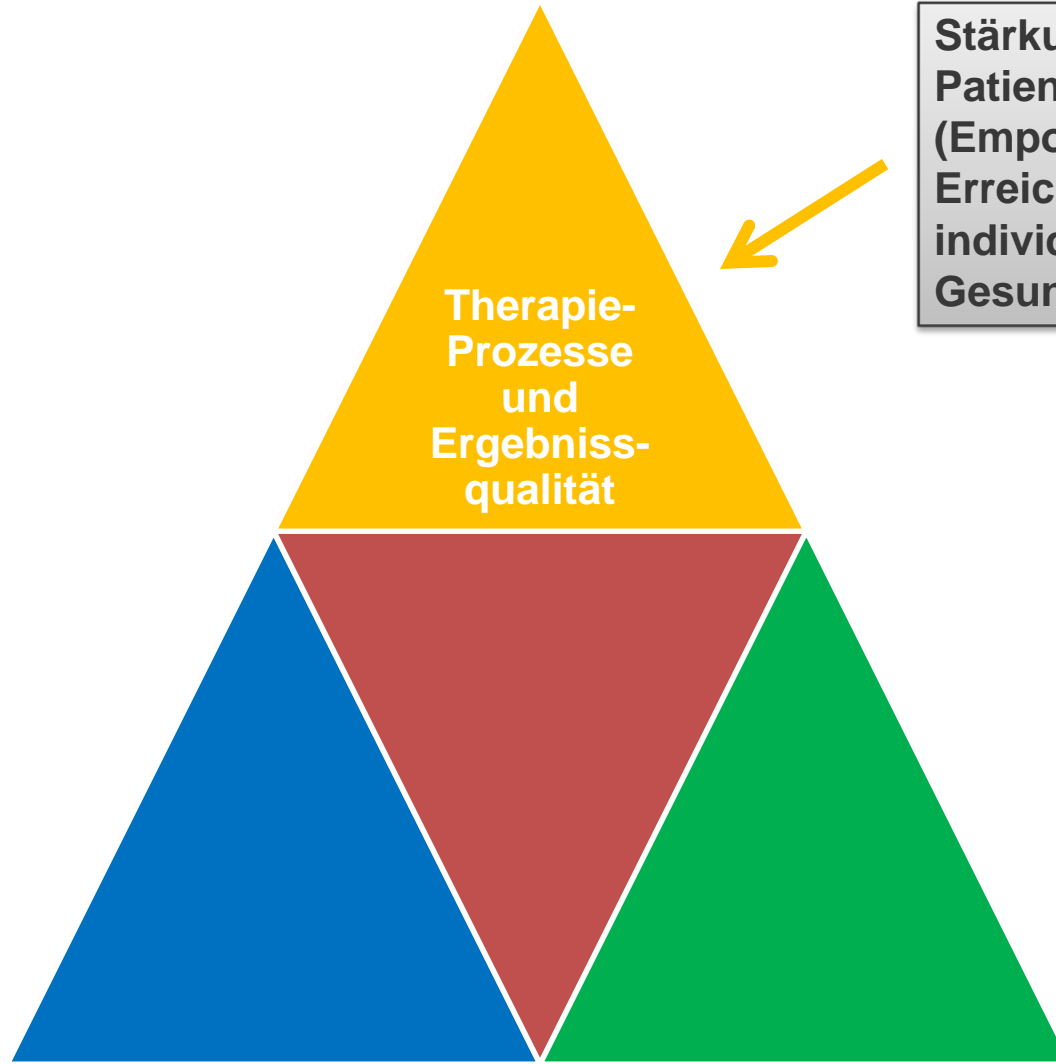 Therapie-
Prozesse
und
Ergebniss-
qualität
Stärku
Patien
(Empo
Erreic
indivi
Gesun